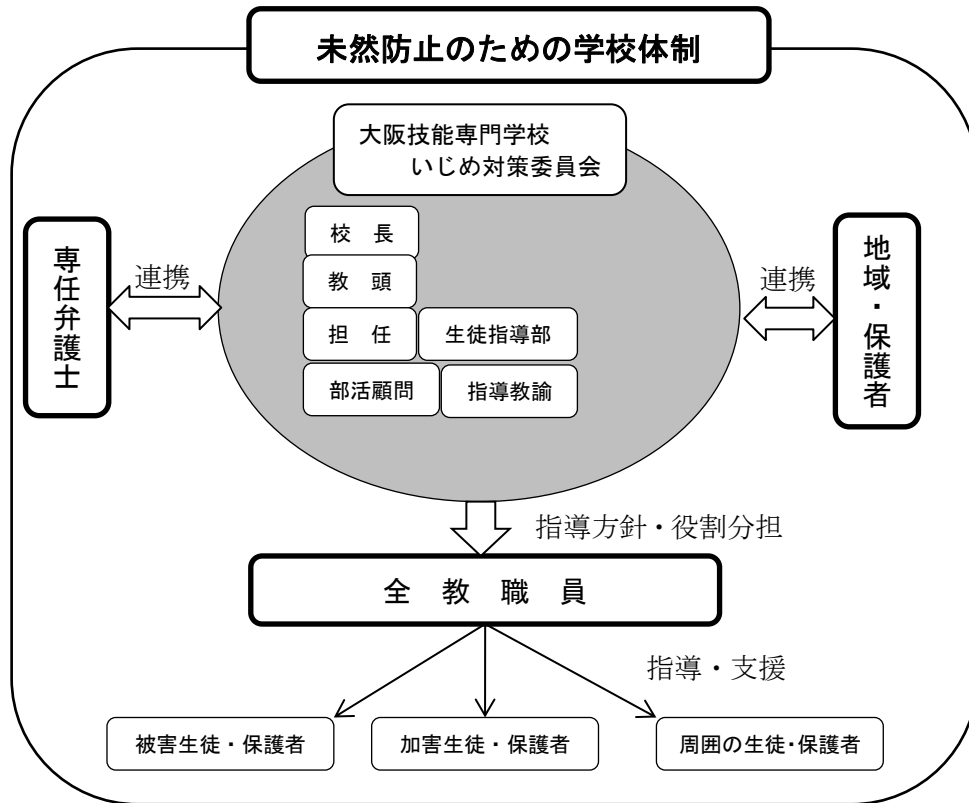 未然防止のための学校体制
大阪技能専門学校
いじめ対策委員会
校　長
教　頭
担　任
生徒指導部
部活顧問
指導教諭
専任弁護士
連携
連携
地域・保護者
指導方針・役割分担
全　教　職　員
指導・支援
被害生徒・保護者
加害生徒・保護者
周囲の生徒・保護者